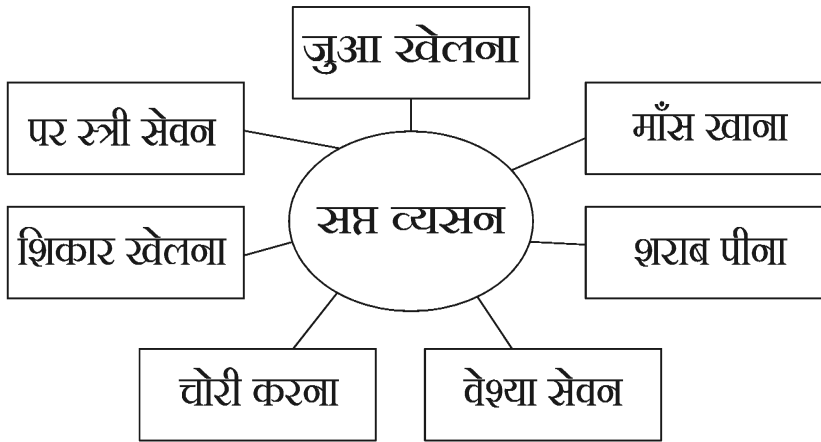 जुआ खेलना
पर स्त्री सेवन
माँस खाना
सप्त व्यसन
शिकार खेलना
शराब पीना
चोरी करना
वेश्या सेवन